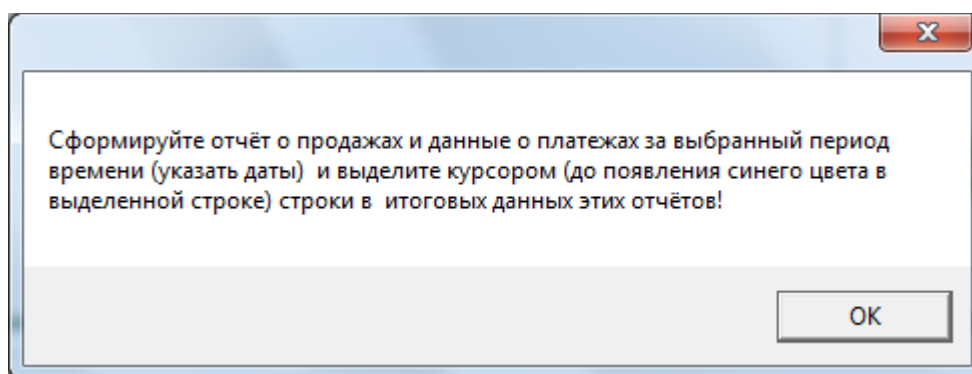 Сформируйте отчёт о продажах и данные о платежах за выбранный период
времени (указать даты)  и выделите курсором (до появления синего цвета в
выделенной строке) строки в  итоговых данных этих отчётов!
ОК